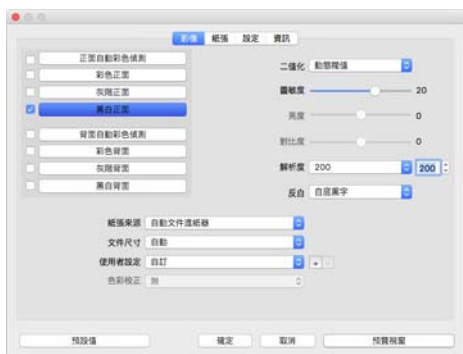 影像 紙張 設定 資訊
正面自動彩色偵測
彩色正面
灰階正面
黑白正面
背面自動彩色偵測
彩色背面
灰階背面
黑白背面
二值化 動態閥值
靈敏度 20
亮度 0
對比度 0
解析度 200 200
反白 白底黑字
紙張來源 自動文件進紙器
文件尺寸 自動
使用者設定 自訂 + -
色彩校正 無
預設值 確定 取消 預覽視窗